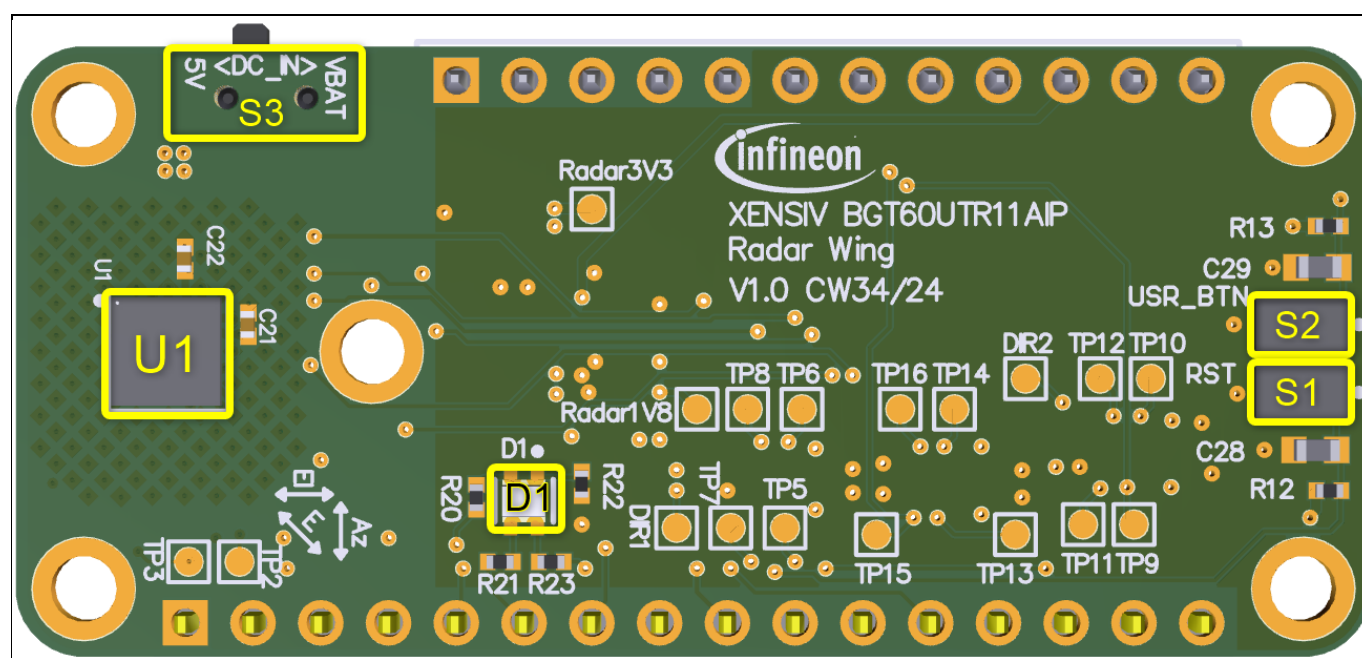 5V <DC_IN> VBAT
S3
infineon
Radar3V3
XENSIV BGT60UTR11AIP
Radar Wing
V1.0 CW34/24
R13
C22
C29
U1
USR_BTN
C21
S2
U1
DIR2 TP12 TP10
RST
S1
TP8 TP6 TP16 TP14
Radar1V8
D1
C28
El
R20
D1
R22
TP7
TP5
R12
E
Az
DIR1
TP3
TP2
TP15
TP13
TP11 TP9
R21 R23